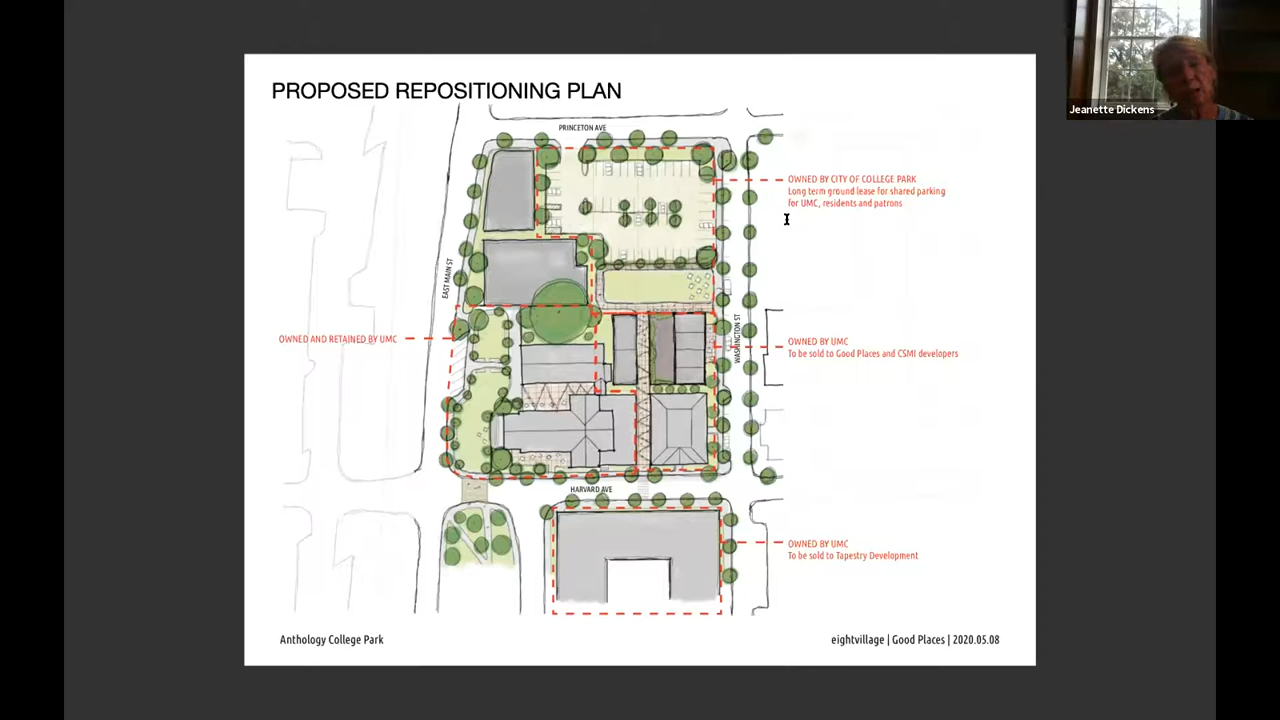 Jeanette Dickens
PROPOSED REPOSITIONING PLAN
PRINCETON AVE
OWNED BY CITY OF COLLEGE PARK
Long term ground lease for shared parking
for UMC, residents and patrons
EAST MAIN ST
OWNED AND RETAINED BY UMC
WASHINGTON ST
OWNED BY UMC
To be sold to Good Places and CSMI developers
HARVARD AVE
OWNED BY UMC
To be sold to Tapestry Development
Anthology College Park
eightvillage | Good Places | 2020.05.08